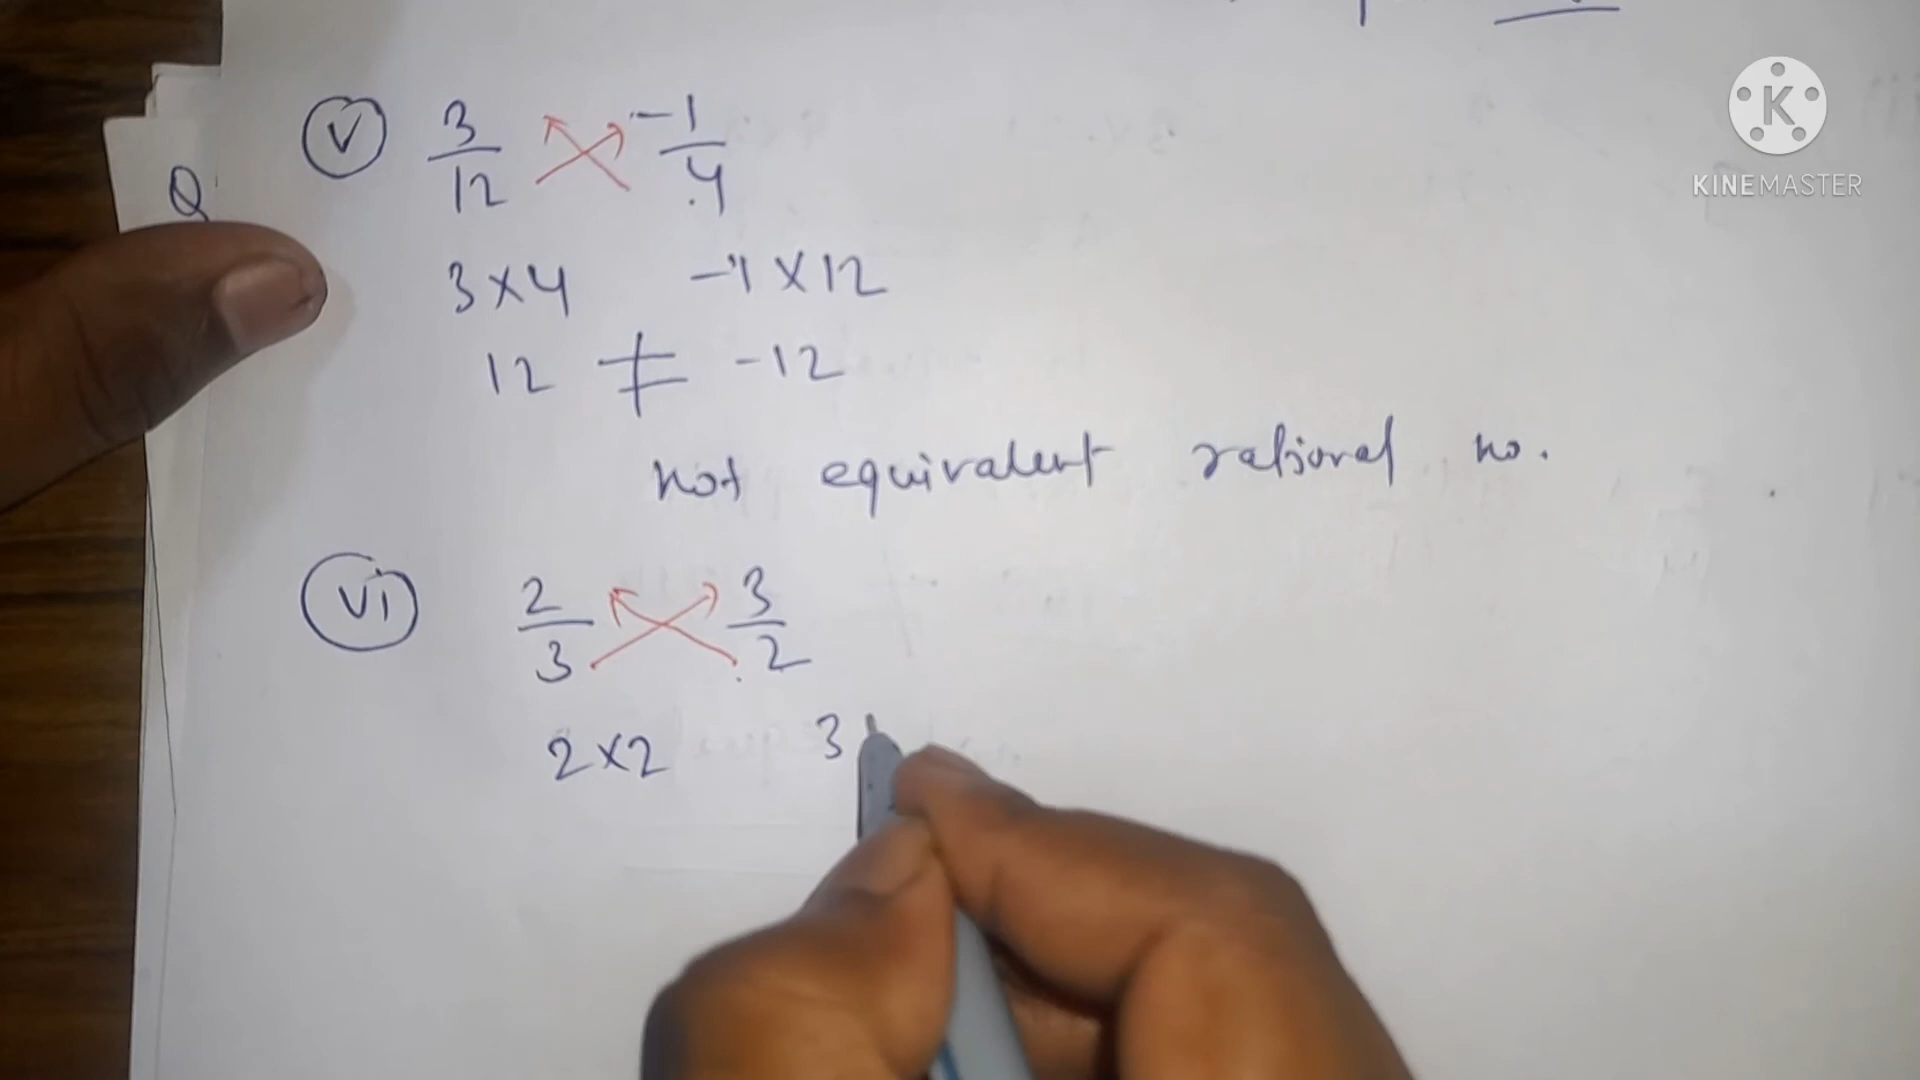 Q
V 3/12 -1/4
3×4 -1×12
12 ≠ -12
not equivalent rational no.
Vi 2/3 3/2
2×2 3
K
KINEMASTER